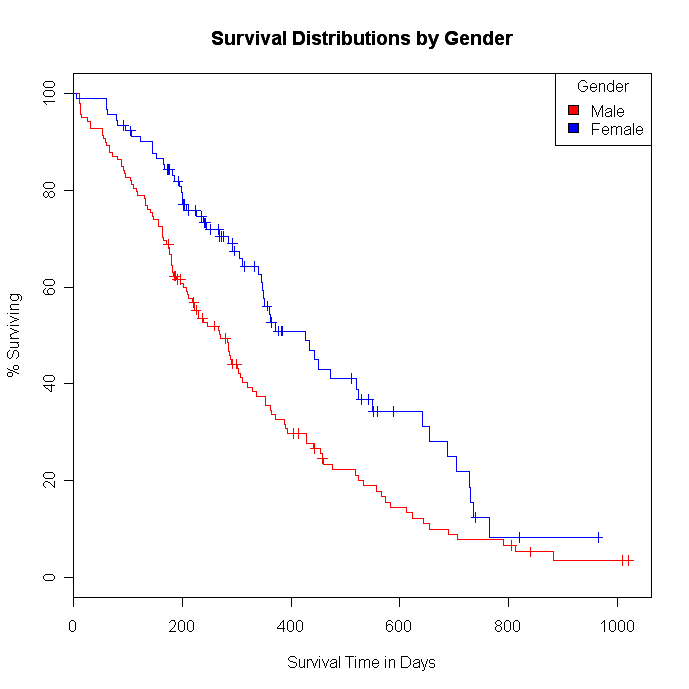 Survival Distributions by Gender
Gender
Male
Female
% Surviving
100
80
60
40
20
0
0 200 400 600 800 1000
Survival Time in Days